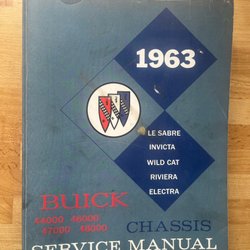 1963
LE SABRE
INVICTA
WILD CAT
RIVIERA
ELECTRA
BUICK
44000 46000
47000 48000
CHASSIS
SERVICE MANUAL